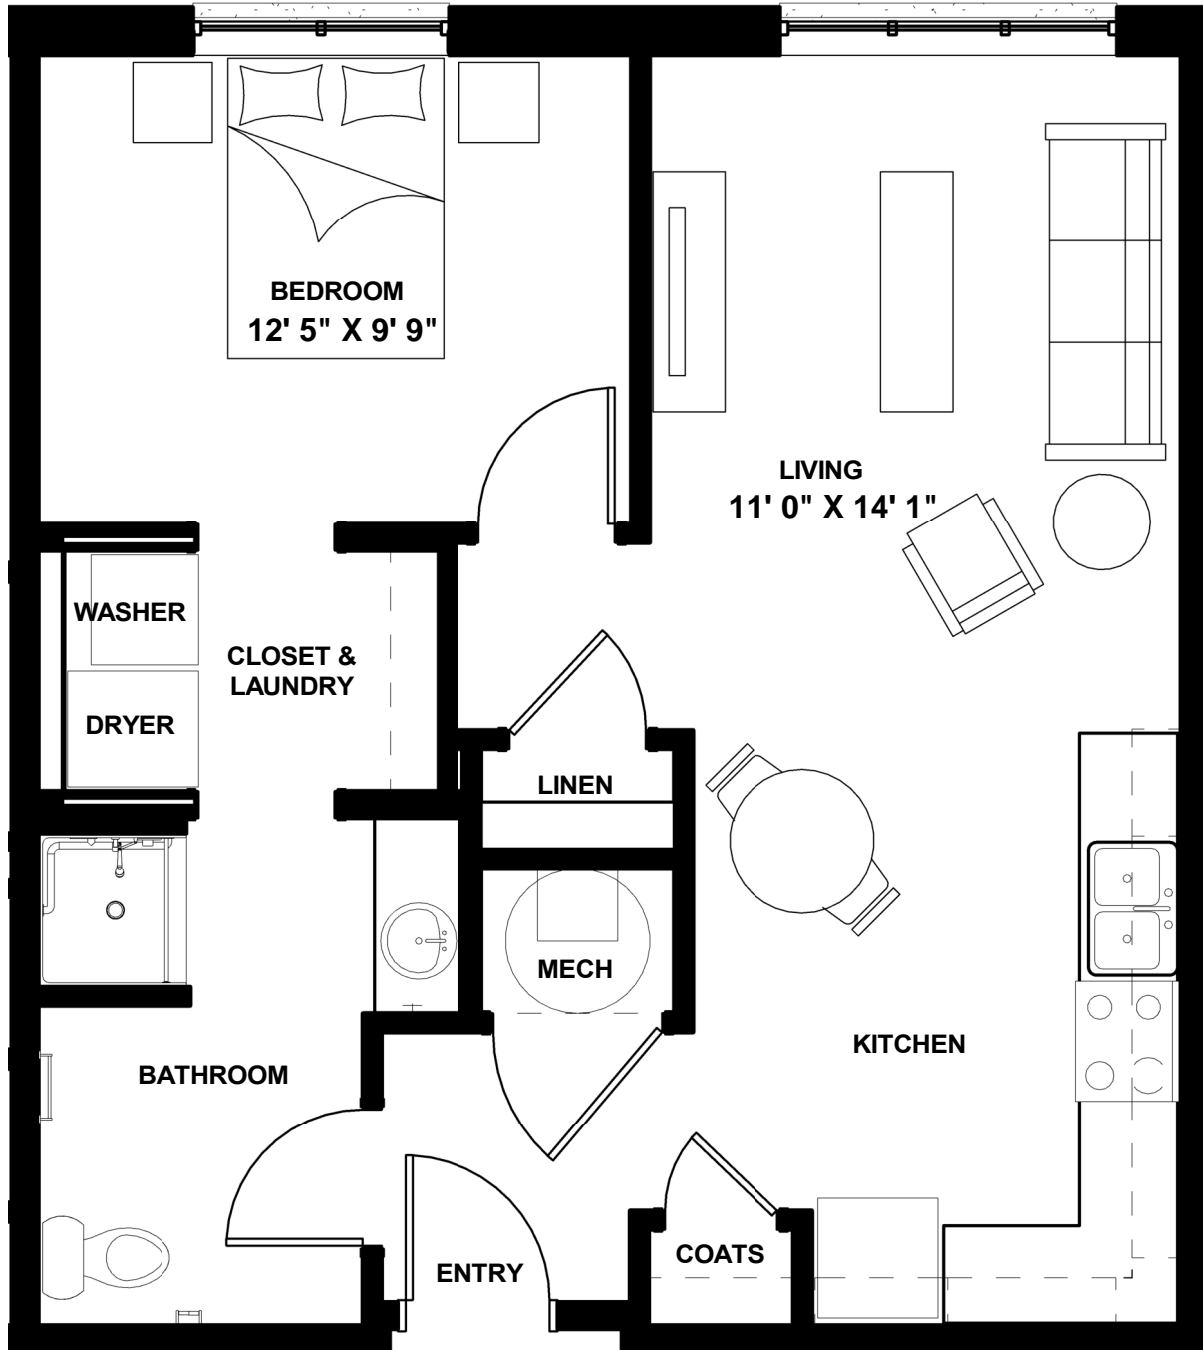 BEDROOM
12' 5" X 9' 9"
LIVING
11' 0" X 14' 1"
WASHER
CLOSET &
LAUNDRY
DRYER
LINEN
MECH
KITCHEN
BATHROOM
COATS
ENTRY